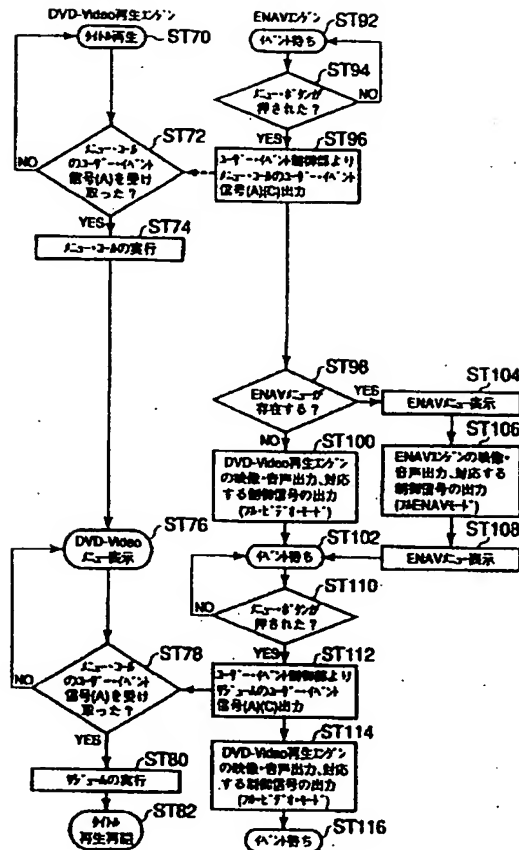 DVD-Video再生エンジン
タイトル再生
ST70
メニュー・コール
のユーザー・イベント
信号(A)を受け
取った?
ST72
NO
YES
ST74
メニュー・コールの実行
ST76
DVD-Video
メニュー表示
メニュー・コール
のユーザー・イベント
信号(A)を受け
取った?
ST78
NO
YES
ST80
リジュームの実行
ST82
タイトル
再生再開
ENAVエンジン
ST92
イベント待ち
ST94
メニュー・ボタンが
押された?
NO
YES
ST96
ユーザー・イベント制御部より
メニュー・コールのユーザー・イベント
信号(A)(C)出力
ST98
ENAVメニューが
存在する?
YES
NO
ST100
DVD-Video再生エンジン
の映像・音声出力、対応
する制御信号の出力
(フル・ビデオ・モード)
ST102
イベント待ち
ST104
ENAVメニュー表示
ST106
ENAVエンジンの映像・
音声出力、対応する
制御信号の出力
(フルENAVモード)
ST108
ENAVメニュー表示
ST110
メニュー・ボタンが
押された?
NO
YES
ST112
ユーザー・イベント制御部より
リジュームのユーザー・イベント
信号(A)(C)出力
ST114
DVD-Video再生エンジン
の映像・音声出力、対応
する制御信号の出力
(フル・ビデオ・モード)
イベント待ち
ST116